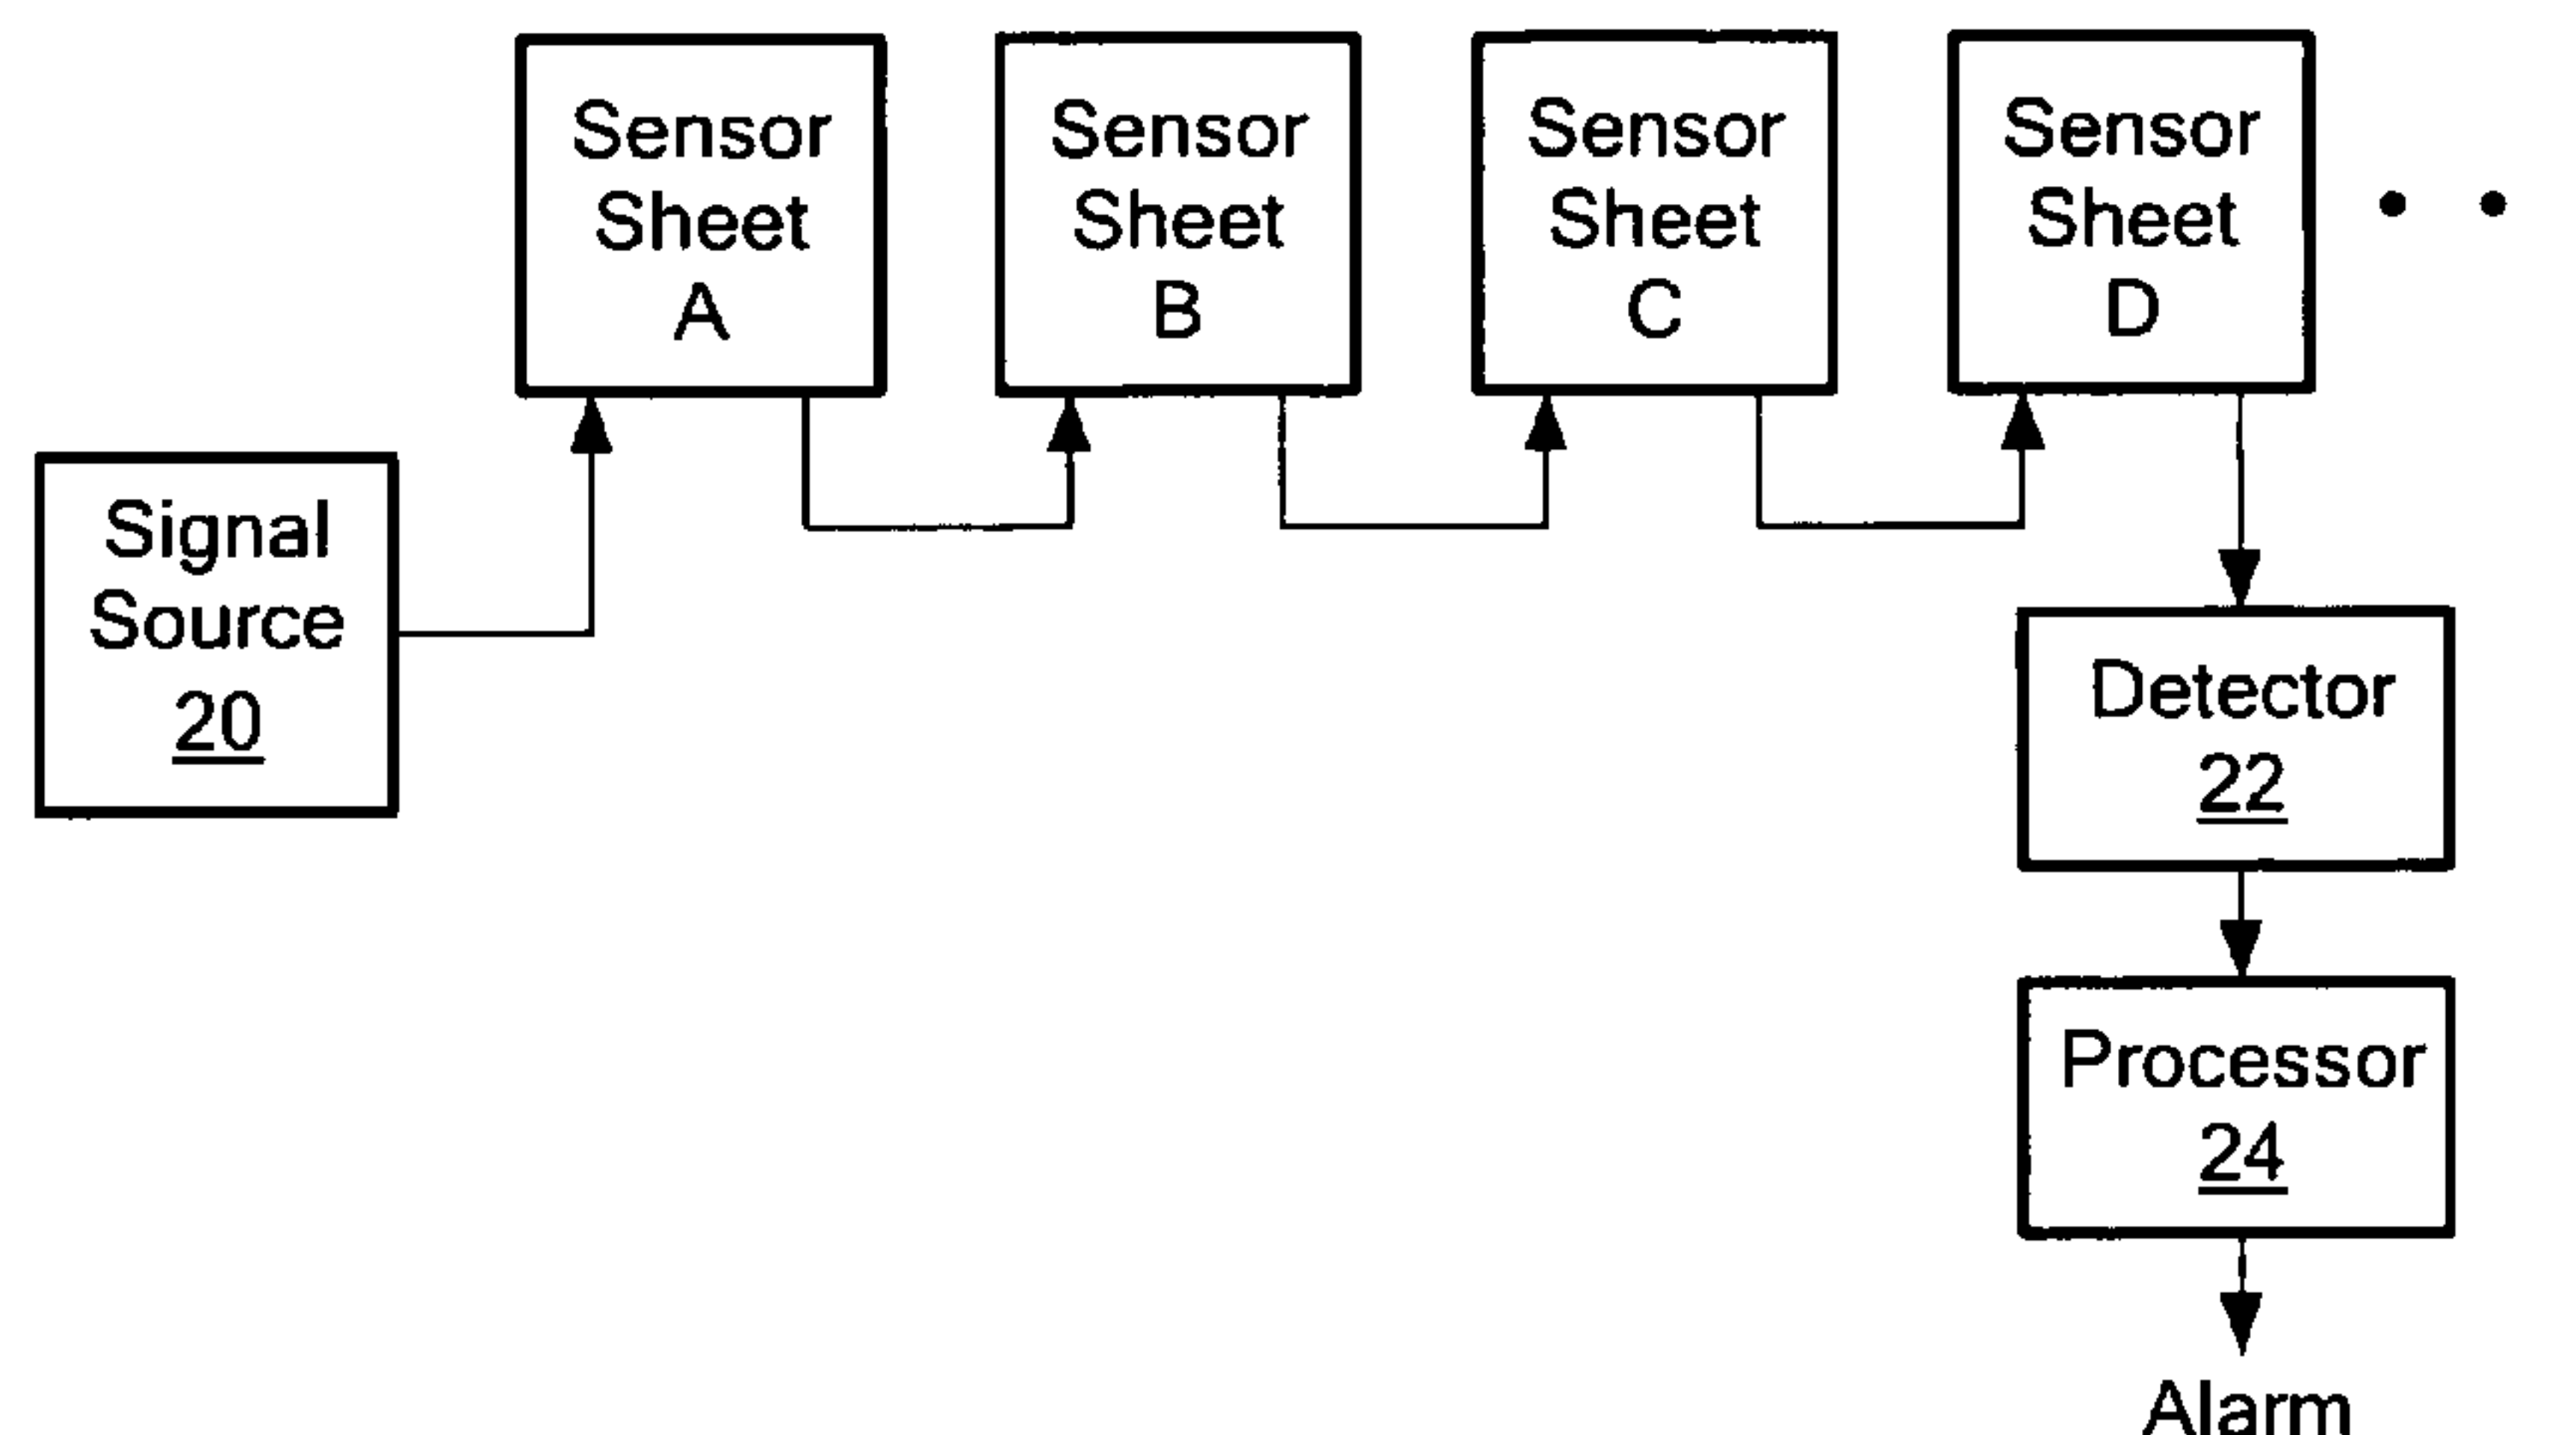 Sensor
Sheet
A
Sensor
Sheet
B
Sensor
Sheet
C
Sensor
Sheet
D
Signal
Source
20
Detector
22
Processor
24
Alarm